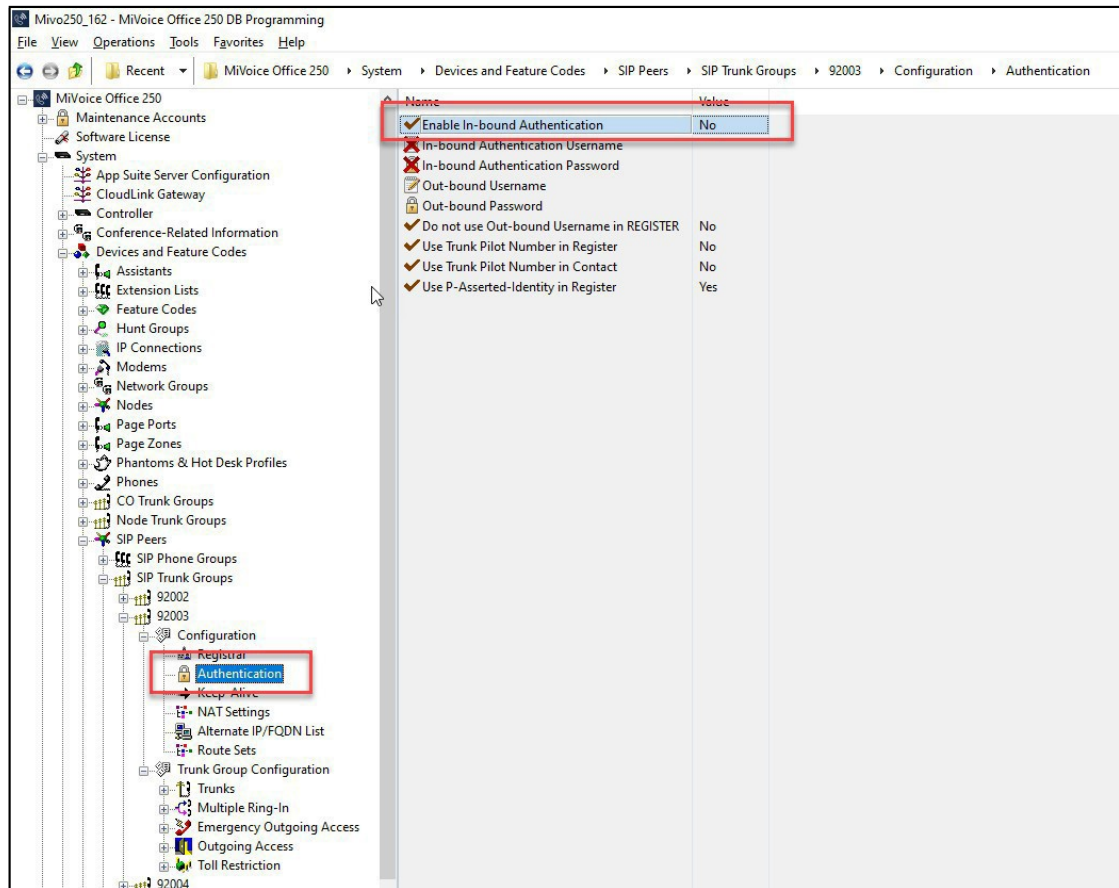 Mivo250_162 - MiVoice Office 250 DB Programming
File View Operations Tools Favorites Help
Recent MiVoice Office 250 System Devices and Feature Codes SIP Peers SIP Trunk Groups 92003 Configuration Authentication
MiVoice Office 250
Maintenance Accounts
Software License
System
App Suite Server Configuration
CloudLink Gateway
Controller
Conference-Related Information
Devices and Feature Codes
Assistants
Extension Lists
Feature Codes
Hunt Groups
IP Connections
Modems
Network Groups
Nodes
Page Ports
Page Zones
Phantoms & Hot Desk Profiles
Phones
CO Trunk Groups
Node Trunk Groups
SIP Peers
SIP Phone Groups
SIP Trunk Groups
92002
92003
Configuration
Registrar
Authentication
Keep-Alive
NAT Settings
Alternate IP/FQDN List
Route Sets
Trunk Group Configuration
Trunks
Multiple Ring-In
Emergency Outgoing Access
Outgoing Access
Toll Restriction
92004
Name Value
Enable In-bound Authentication No
In-bound Authentication Username
In-bound Authentication Password
Out-bound Username
Out-bound Password
Do not use Out-bound Username in REGISTER No
Use Trunk Pilot Number in Register No
Use Trunk Pilot Number in Contact No
Use P-Asserted-Identity in Register Yes